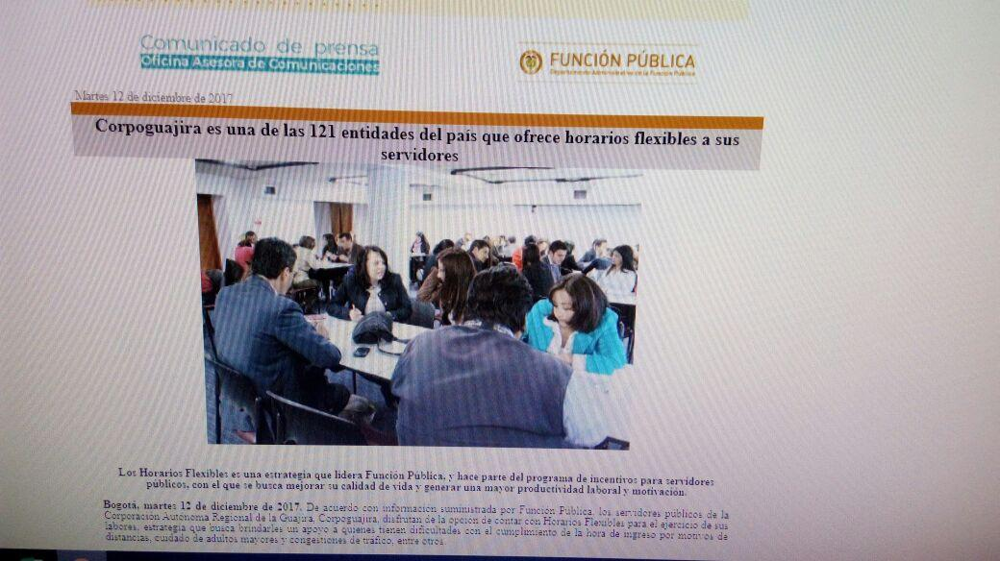 Comunicado de prensa
Oficina Asesora de Comunicaciones
FUNCIÓN PÚBLICA
Departamento Administrativo de la Función Pública
Martes 12 de diciembre de 2017
Corpoguajira es una de las 121 entidades del país que ofrece horarios flexibles a sus
servidores
Los Horarios Flexibles es una estrategia que lidera Función Pública, y hace parte del programa de incentivos para servidores
públicos, con el que se busca mejorar su calidad de vida y generar una mayor productividad laboral y motivación.
Bogotá, martes 12 de diciembre de 2017. De acuerdo con información suministrada por Función Pública, los servidores públicos de la
Corporación Autónoma Regional de la Guajira, Corpoguajira, disfrutan de la opción de contar con Horarios Flexibles para el ejercicio de sus
labores, estrategia que busca brindarles un apoyo a quienes tienen dificultades con el cumplimiento de la hora de ingreso por motivos de
distancias, cuidado de adultos mayores y congestiones de tráfico, entre otros.